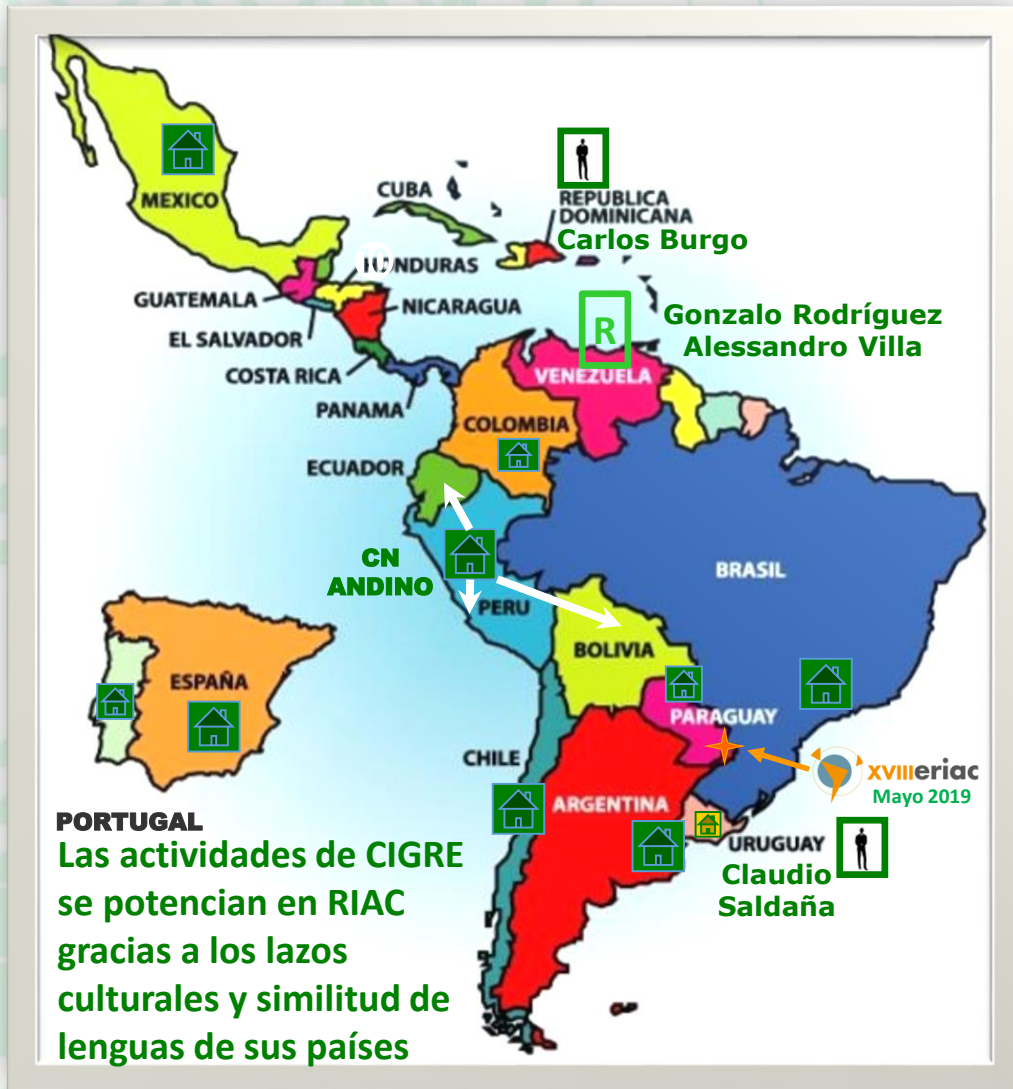 MEXICO
CUBA
REPUBLICA
DOMINICANA
Carlos Burgo
HONDURAS
GUATEMALA
NICARAGUA
EL SALVADOR
COSTA RICA
PANAMA
R
Gonzalo Rodríguez
Alessandro Villa
VENEZUELA
COLOMBIA
ECUADOR
CN
ANDINO
PERU
BRASIL
BOLIVIA
ESPAÑA
PARAGUAY
CHILE
ARGENTINA
XVIIIeriac
Mayo 2019
URUGUAY
Claudio
Saldaña
PORTUGAL
Las actividades de CIGRE
se potencian en RIAC
gracias a los lazos
culturales y similitud de
lenguas de sus países